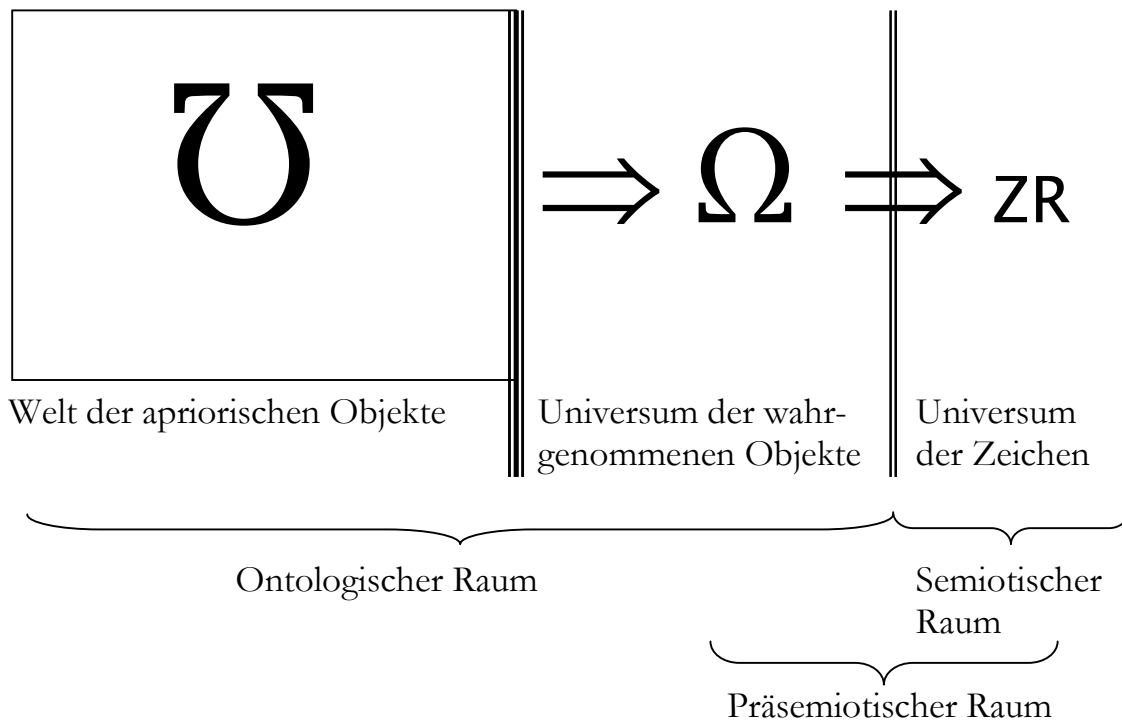 ℧ ⇒ Ω ⇒ ZR
Welt der apriorischen Objekte
Universum der wahr-
genommenen Objekte
Universum
der Zeichen
Ontologischer Raum
Semiotischer
Raum
Präsemiotischer Raum